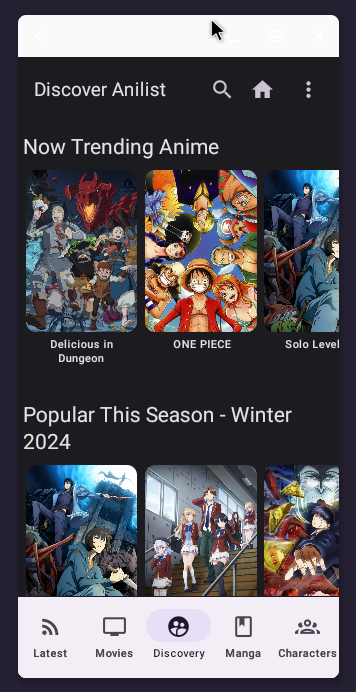 Discover Anilist
Now Trending Anime
Delicious in
Dungeon
ONE PIECE
Solo Level
Popular This Season - Winter
2024
Latest
Movies
Discovery
Manga
Characters